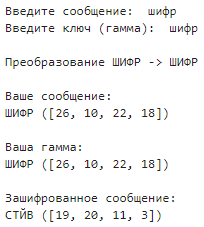 Введите сообщение:  шифр
Введите ключ (гамма):  шифр
Преобразование ШИФР -> ШИФР
Ваше сообщение:
ШИФР ([26, 10, 22, 18])
Ваша гамма:
ШИФР ([26, 10, 22, 18])
Зашифрованное сообщение:
СТЙВ ([19, 20, 11, 3])